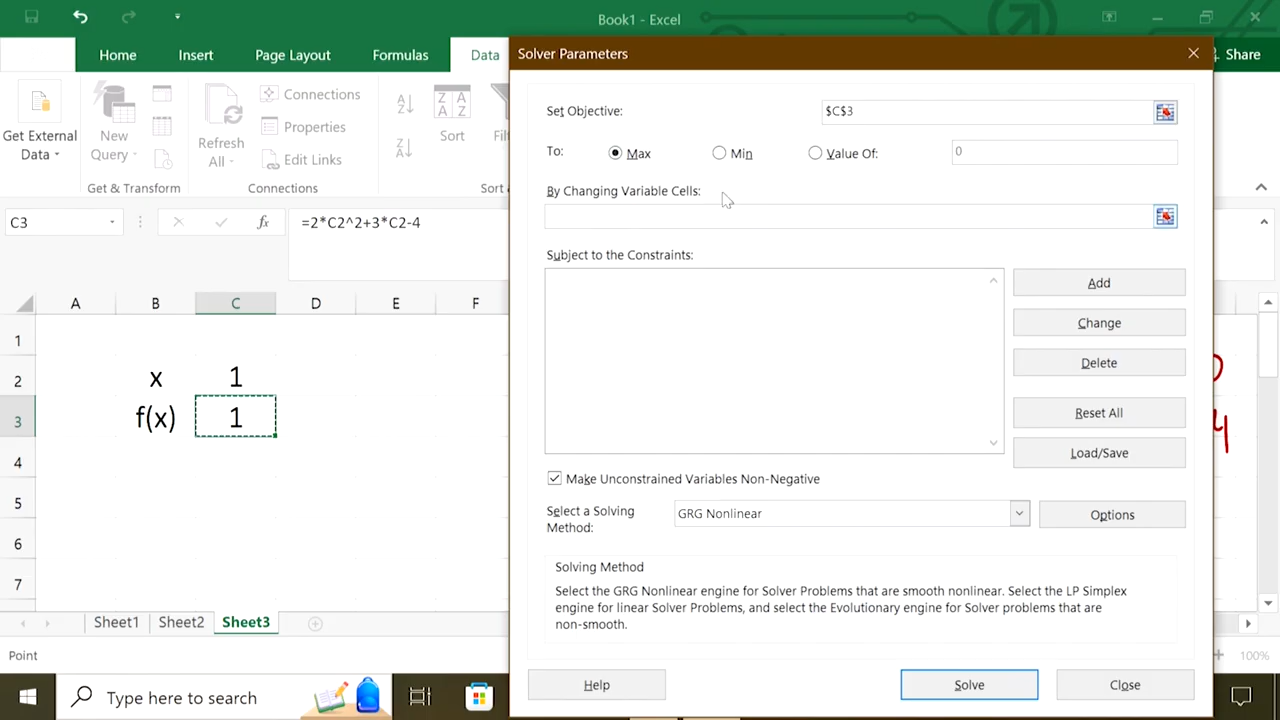 Book1 - Excel
Home Insert Page Layout Formulas Data Share
Solver Parameters
Get External Data
New Query
Get & Transform
Refresh All
Connections
Properties
Edit Links
Connections
Sort
Sort &
C3
fx
=2*C2^2+3*C2-4
A B C D E F
1
2 x 1
3 f(x) 1
4
5
6
7
Sheet1 Sheet2 Sheet3
Point
100%
Type here to search
Set Objective: $C$3
To: Max Min Value Of: 0
By Changing Variable Cells:
Subject to the Constraints:
Add
Change
Delete
Reset All
Load/Save
Make Unconstrained Variables Non-Negative
Select a Solving Method:
GRG Nonlinear
Options
Solving Method
Select the GRG Nonlinear engine for Solver Problems that are smooth nonlinear. Select the LP Simplex
engine for linear Solver Problems, and select the Evolutionary engine for Solver problems that are
non-smooth.
Help
Solve
Close